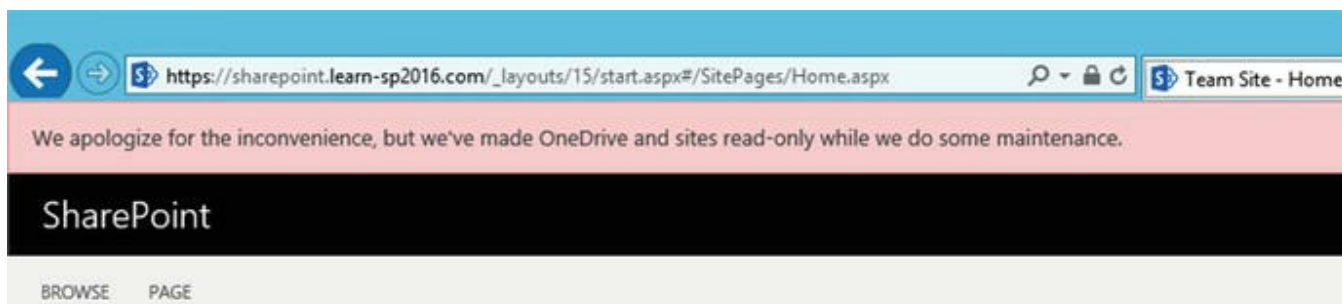 https://sharepoint.learn-sp2016.com/_layouts/15/start.aspx#/SitePages/Home.aspx
Team Site - Home
We apologize for the inconvenience, but we've made OneDrive and sites read-only while we do some maintenance.
SharePoint
BROWSE PAGE